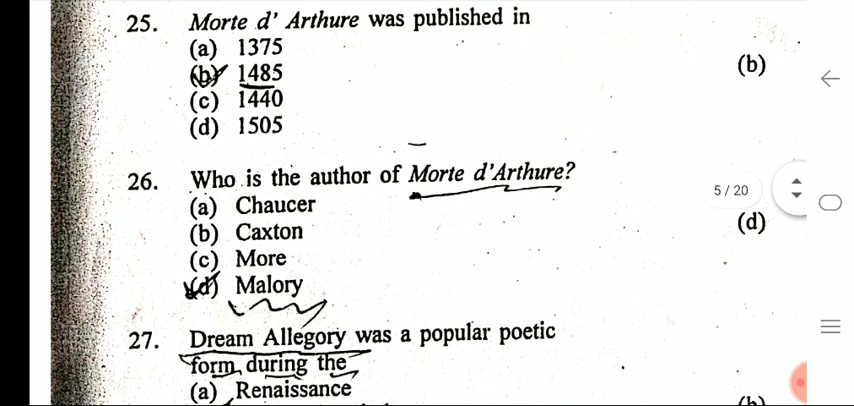 25. Morte d' Arthure was published in
(a) 1375
(b) 1485
(b)
(c) 1440
(d) 1505
26. Who is the author of Morte d'Arthure?
5 / 20
(a) Chaucer
(d)
(b) Caxton
(c) More
(d) Malory
27. Dream Allegory was a popular poetic
form during the
(a) Renaissance